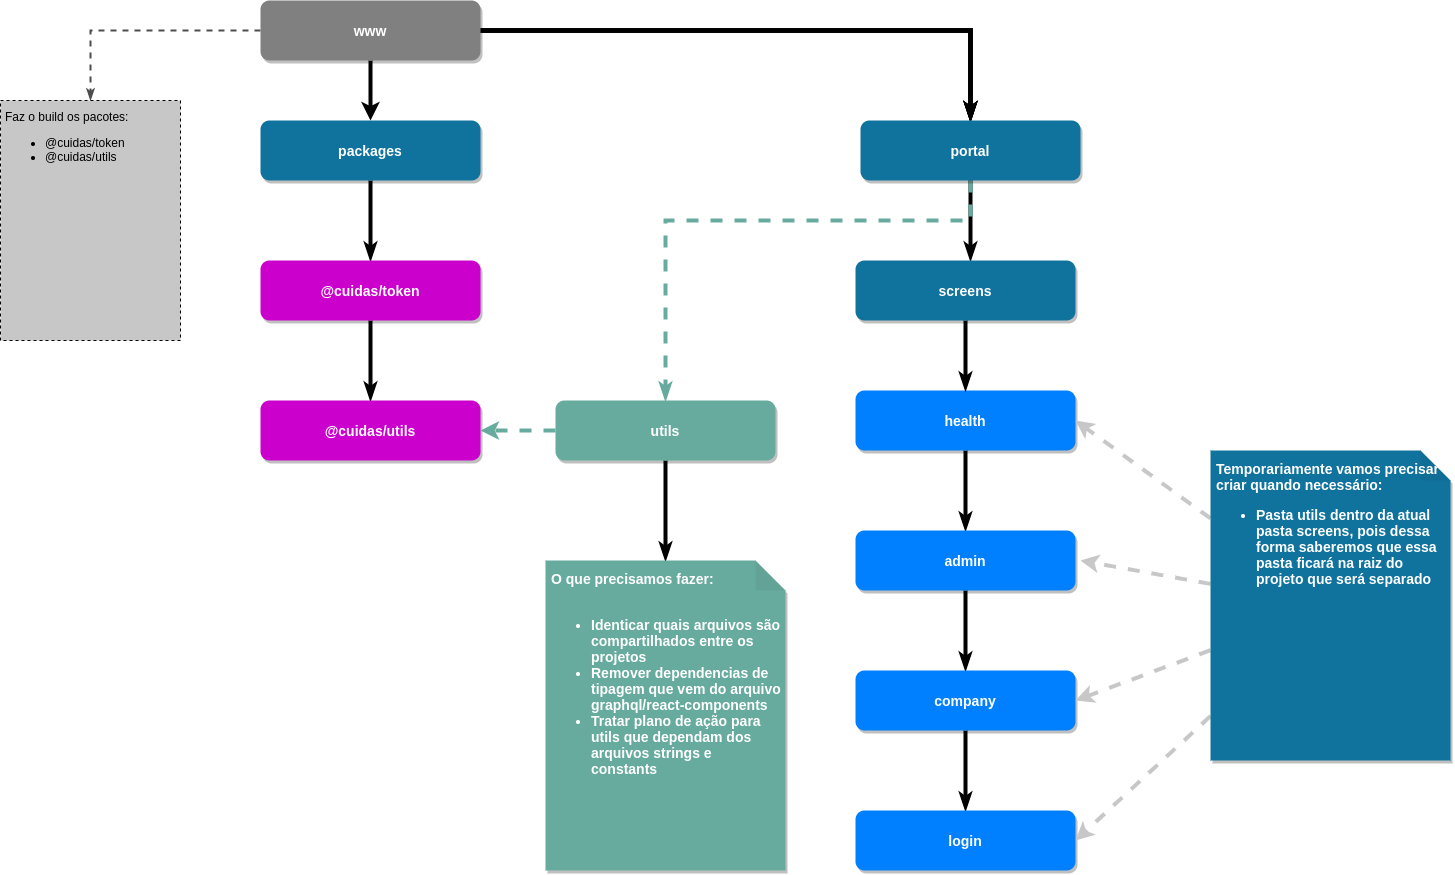 www
Faz o build os pacotes:
@cuidas/token
@cuidas/utils
packages
portal
@cuidas/token
screens
@cuidas/utils
utils
health
Temporariamente vamos precisar
criar quando necessário:
Pasta utils dentro da atual
pasta screens, pois dessa
forma saberemos que essa
pasta ficará na raiz do
projeto que será separado
admin
O que precisamos fazer:
Identicar quais arquivos são
compartilhados entre os
projetos
Remover dependencias de
tipagem que vem do arquivo
graphql/react-components
Tratar plano de ação para
utils que dependam dos
arquivos strings e
constants
company
login